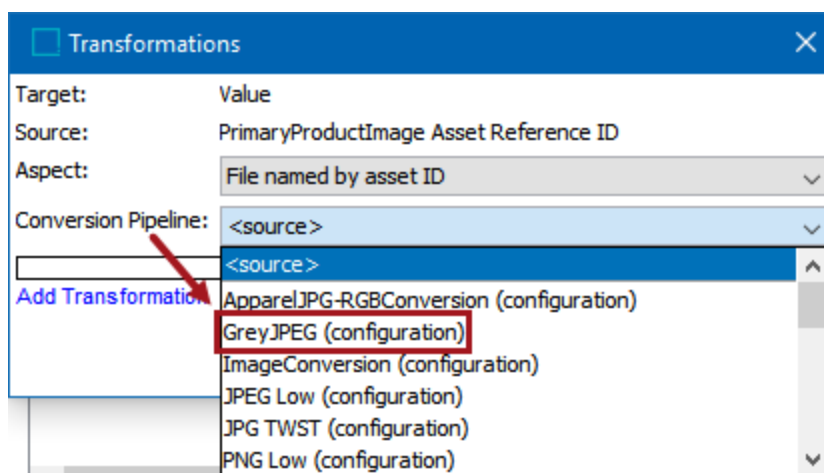 Transformations
Target: Value
Source: PrimaryProductImage Asset Reference ID
Aspect: File named by asset ID
Conversion Pipeline: <source>
<source>
Add Transformation ApparelJPG-RGBConversion (configuration)
GreyJPEG (configuration)
ImageConversion (configuration)
JPEG Low (configuration)
JPG TWST (configuration)
PNG Low (configuration)